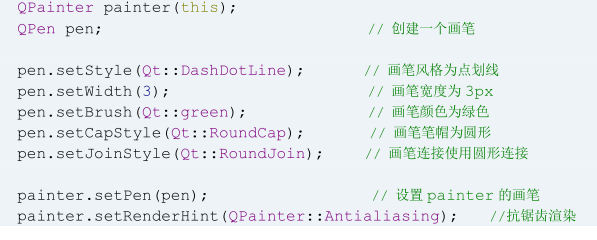 QPainter painter(this);
QPen pen; // 创建一个画笔
pen.setStyle(Qt::DashDotLine); // 画笔风格为点划线
pen.setWidth(3); // 画笔宽度为 3px
pen.setBrush(Qt::green); // 画笔颜色为绿色
pen.setCapStyle(Qt::RoundCap); // 画笔笔帽为圆形
pen.setJoinStyle(Qt::RoundJoin); // 画笔连接使用圆形连接
painter.setPen(pen); // 设置 painter 的画笔
painter.setRenderHint(QPainter::Antialiasing); //抗锯齿渲染